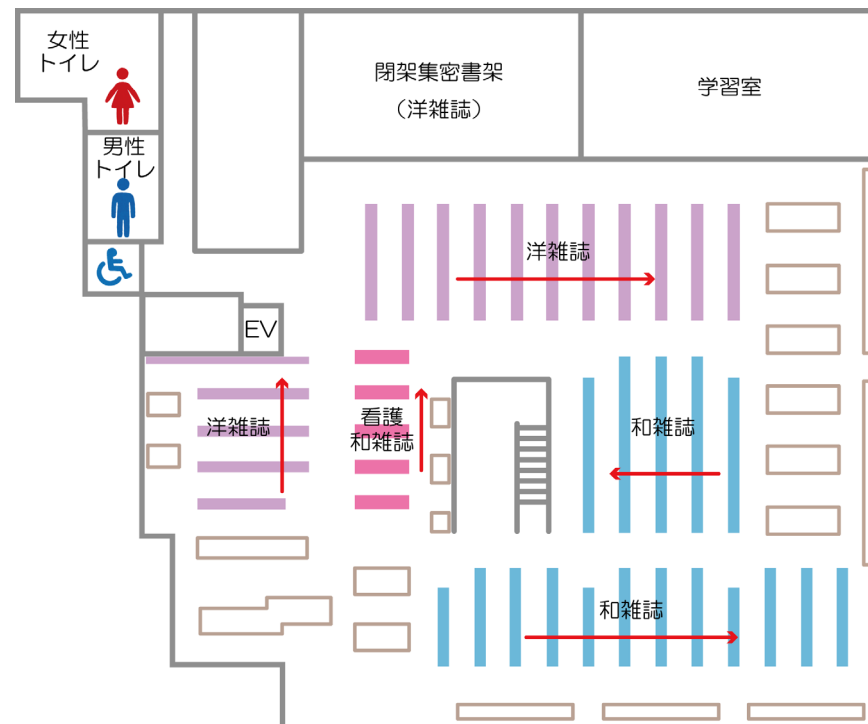 女性
トイレ
閉架集密書架
（洋雑誌）
学習室
男性
トイレ
洋雑誌
EV
洋雑誌
看護
和雑誌
和雑誌
和雑誌